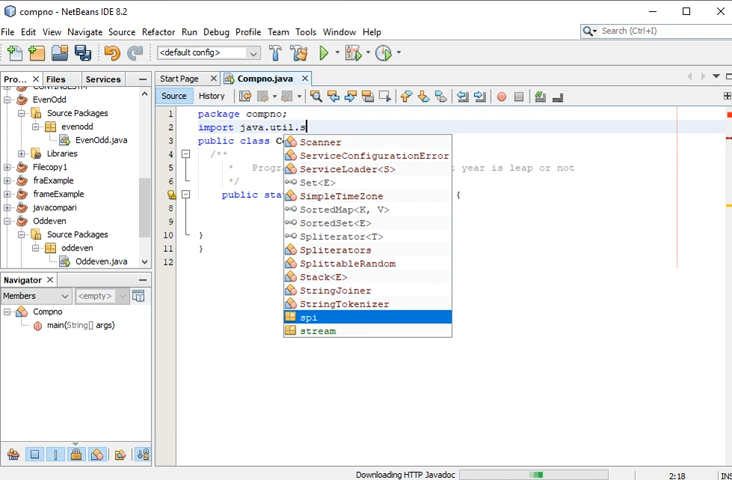 compno - NetBeans IDE 8.2
File Edit View Navigate Source Refactor Run Debug Profile Team Tools Window Help
Search (Ctrl+I)
<default config>
Pro... Files Services
EvenOdd
Source Packages
evenodd
EvenOdd.java
Libraries
Filecopy1
fraExample
frameExample
javacompari
Oddeven
Source Packages
oddeven
Oddeven.java
Navigator
Members <empty>
Compno
main(String[] args)
Start Page Compno.java
Source History
1 package compno;
2 import java.util.s
3 public class C
4 /**
5 * Progr year is leap or not
6 */
7 public sta {
8
9
10 }
11 }
12
Scanner
ServiceConfigurationError
ServiceLoader<S>
Set<E>
SimpleTimeZone
SortedMap<K, V>
SortedSet<E>
Spliterator<T>
Spliterators
SplittableRandom
Stack<E>
StringJoiner
StringTokenizer
spi
stream
Downloading HTTP Javadoc
2:18
INS